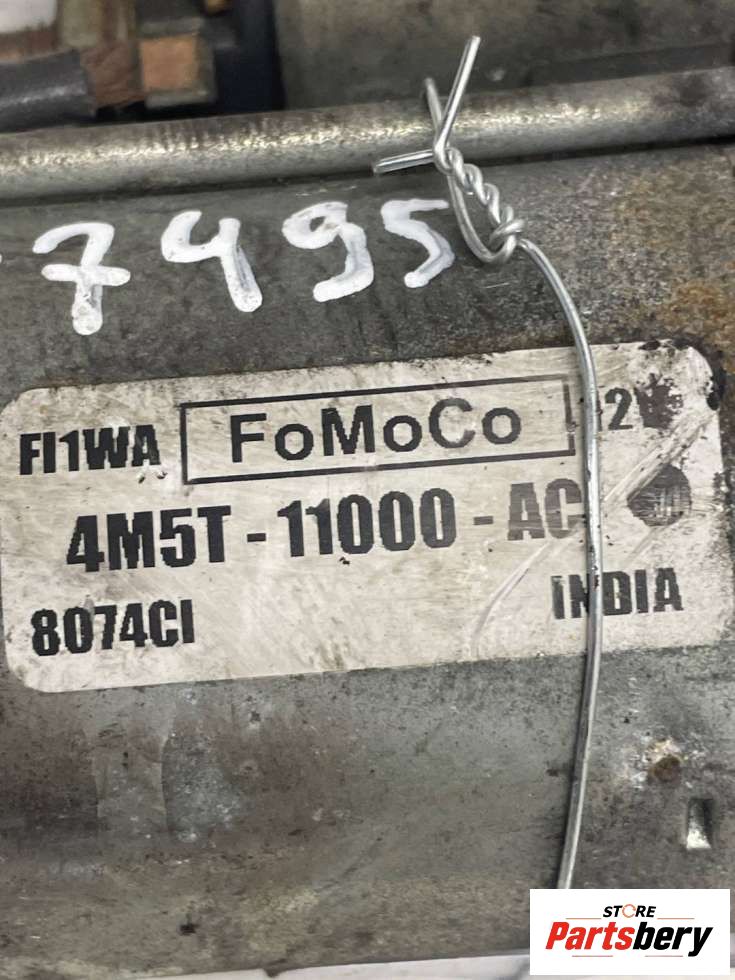 7495
FI1WA FoMoCo 12V
4M5T-11000-AC
8074CI INDIA
STORE
Partsbery